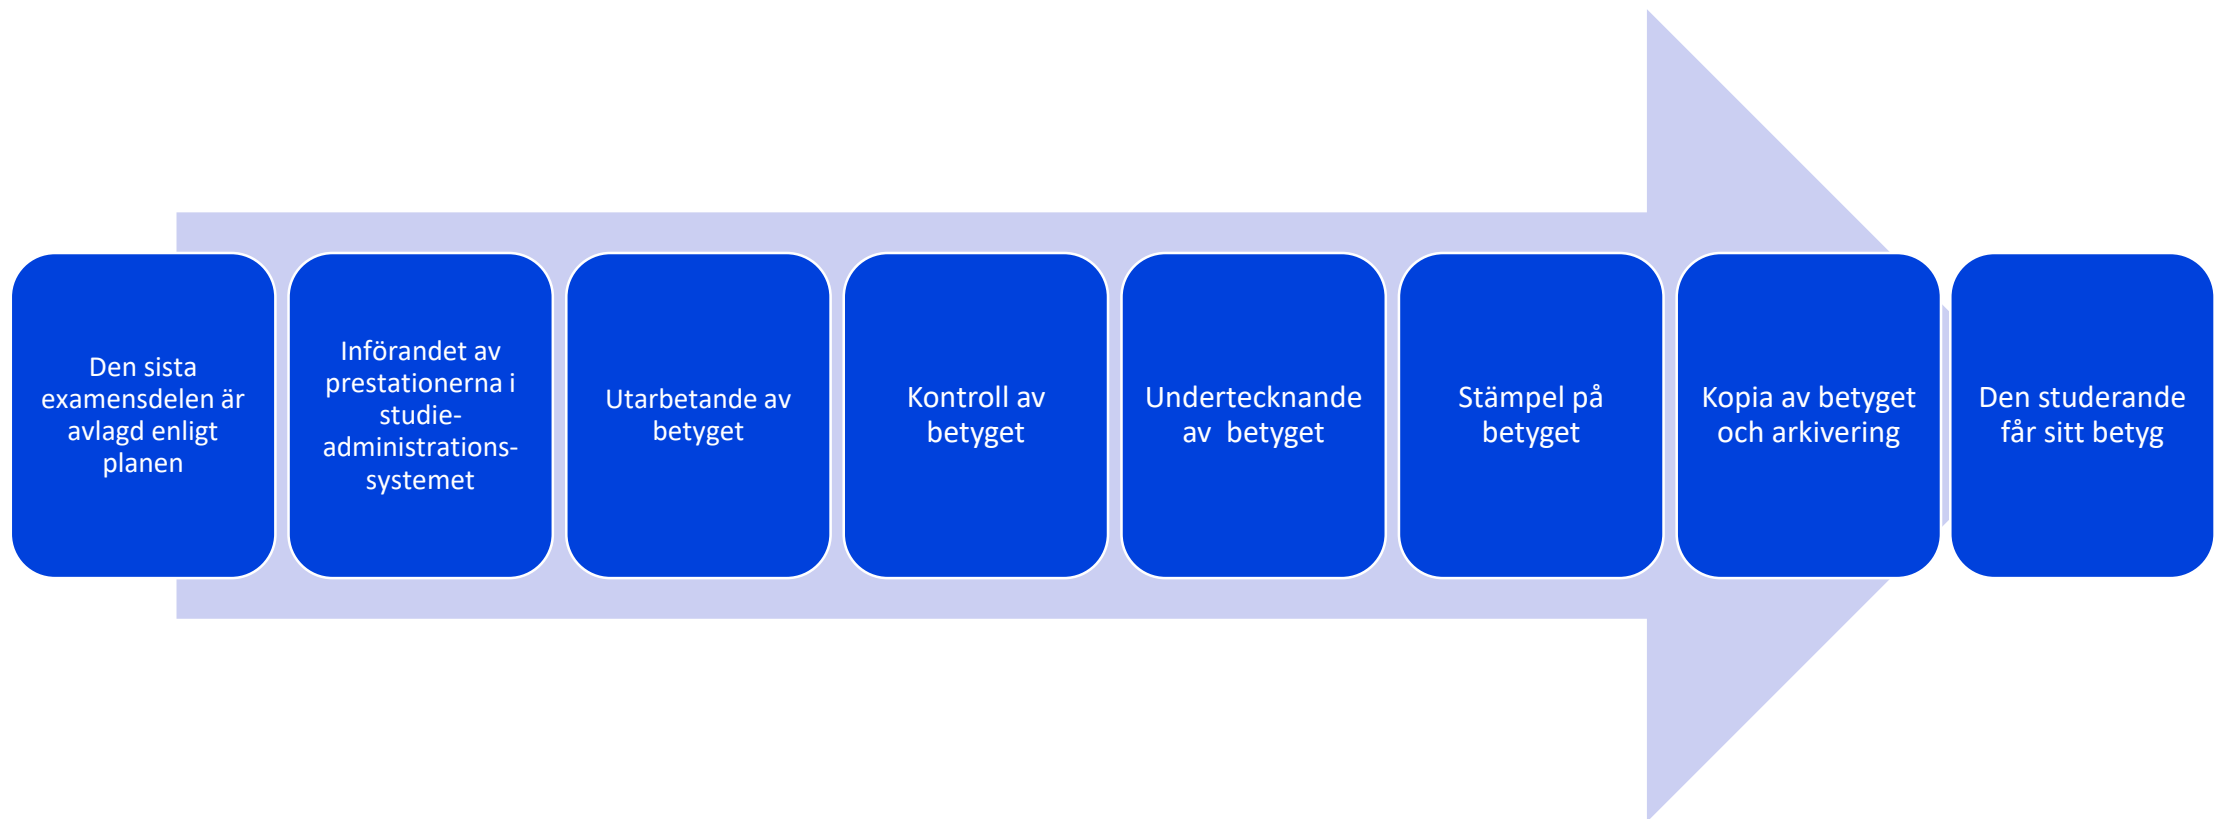 Den sista
examensdelen är
avlagd enligt
planen
Införandet av
prestationerna i
studie-
administrations-
systemet
Utarbetande av
betyget
Kontroll av
betyget
Undertecknande
av  betyget
Stämpel på
betyget
Kopia av betyget
och arkivering
Den studerande
får sitt betyg